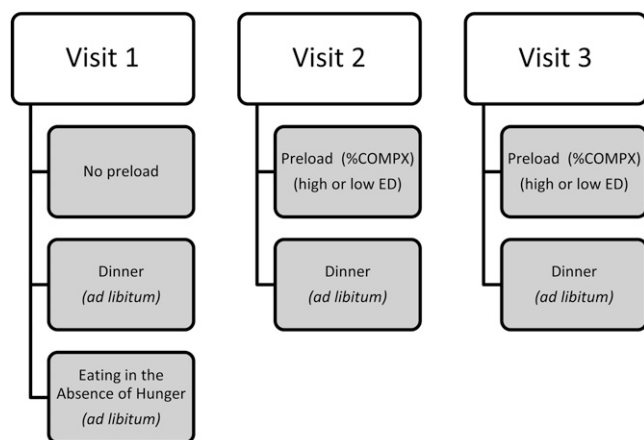 Visit 1
No preload
Dinner
(ad libitum)
Eating in the
Absence of Hunger
(ad libitum)
Visit 2
Preload (%COMPX)
(high or low ED)
Dinner
(ad libitum)
Visit 3
Preload (%COMPX)
(high or low ED)
Dinner
(ad libitum)